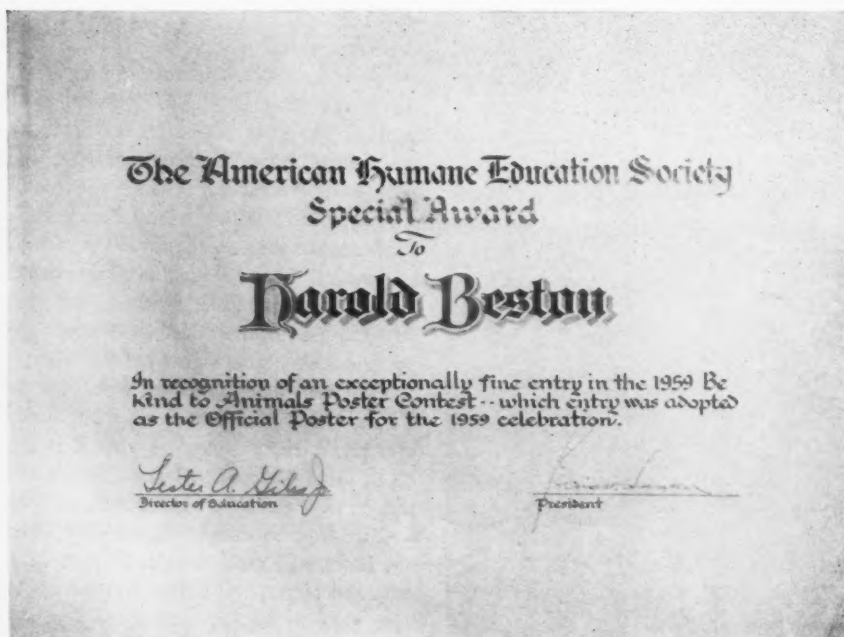 The American Humane Education Society
Special Award
To
Harold Beston
In recognition of an exceptionally fine entry in the 1959 Be
Kind to Animals Poster Contest -- which entry was adopted
as the Official Poster for the 1959 celebration.
Lester A. Giles Jr
Director of Education
President